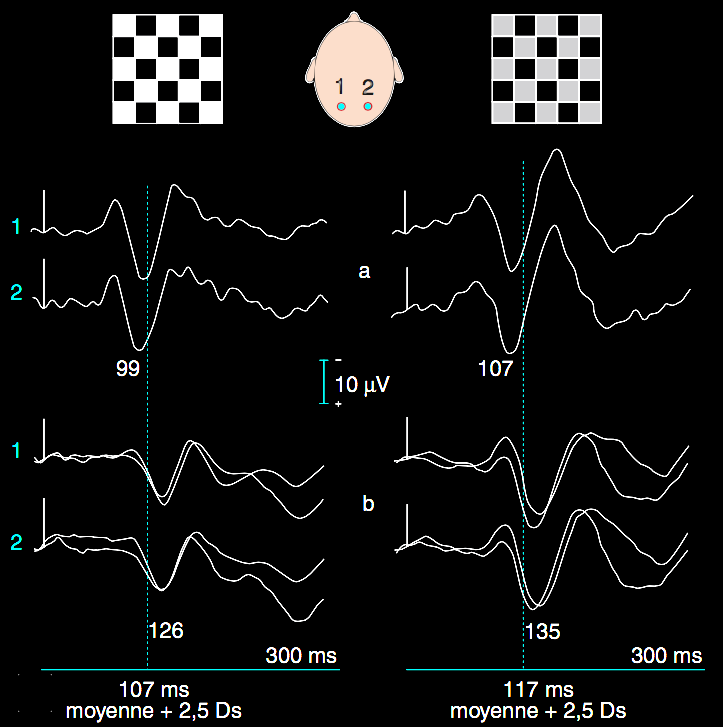 1 2
1
a
2
99
107
-
10 µV
+
1
b
2
126
135
300 ms
300 ms
107 ms
117 ms
moyenne + 2,5 Ds
moyenne + 2,5 Ds